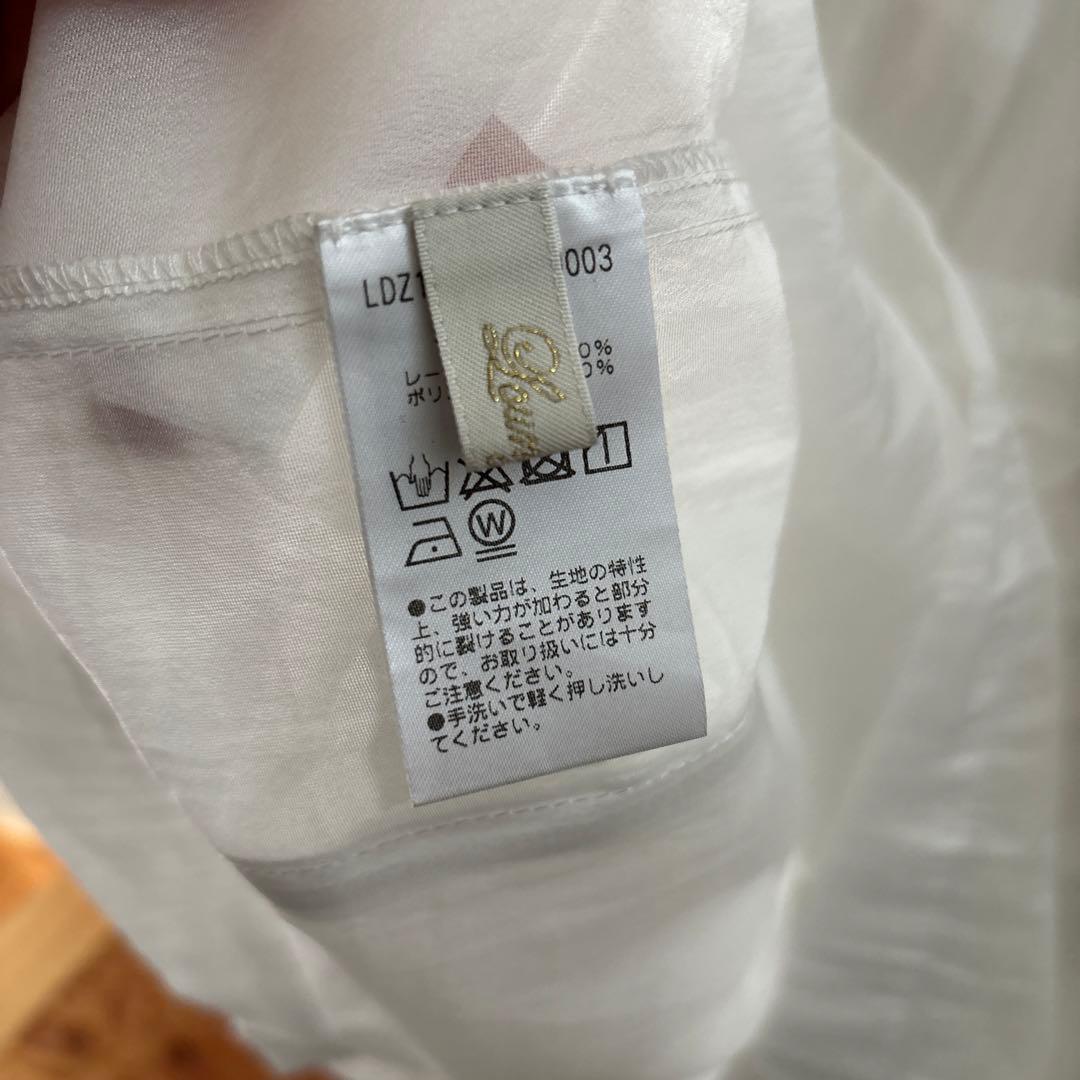 LDZ1 003
レー 0%
ポリ 0%
Loun
W
●この製品は、生地の特性
上、強い力が加わると部分
的に裂けることがあります
ので、お取り扱いには十分
ご注意ください。
●手洗いで軽く押し洗いし
てください。